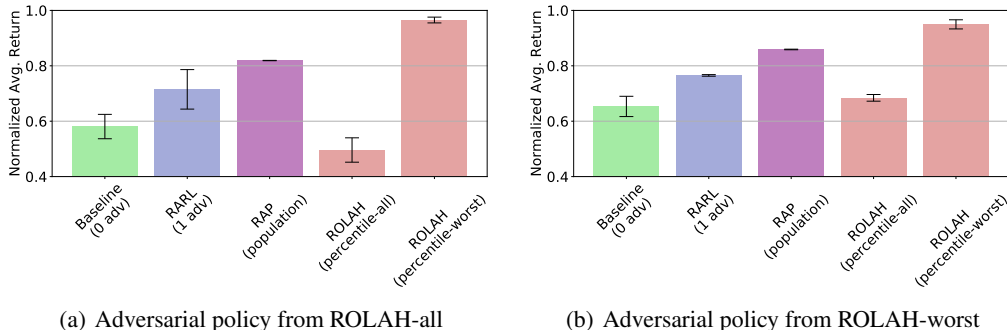 Normalized Avg. Return
1.0
0.8
0.6
0.4
Baseline
(0 adv)
RARL
(1 adv)
RAP
(population)
ROLAH
(percentile-all)
ROLAH
(percentile-worst)
(a) Adversarial policy from ROLAH-all
Normalized Avg. Return
1.0
0.8
0.6
0.4
Baseline
(0 adv)
RARL
(1 adv)
RAP
(population)
ROLAH
(percentile-all)
ROLAH
(percentile-worst)
(b) Adversarial policy from ROLAH-worst